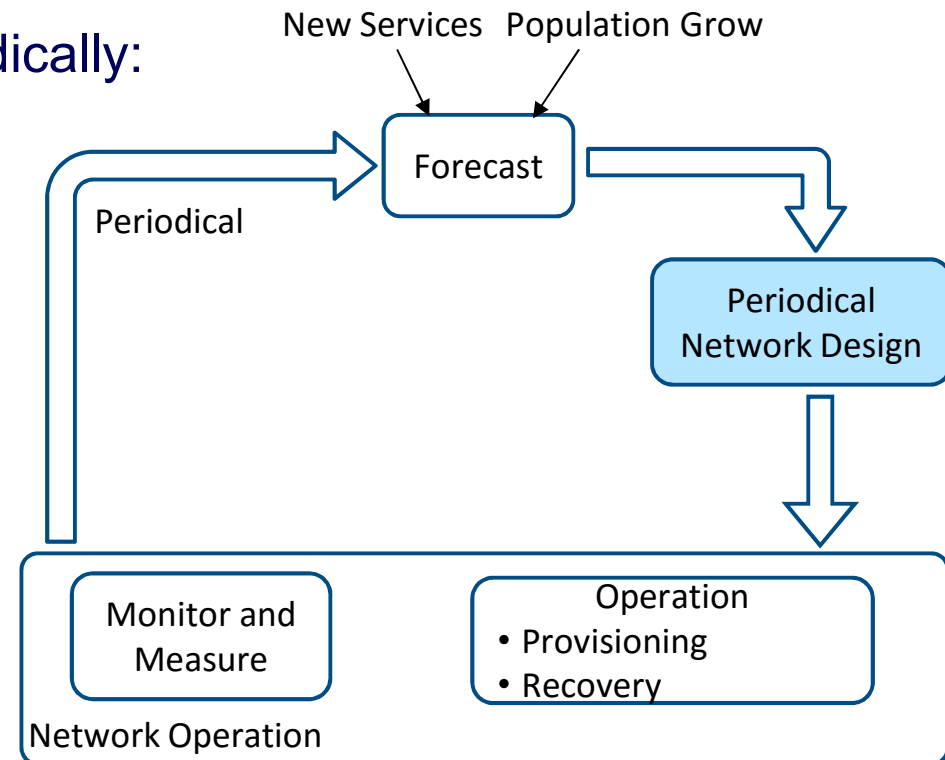 dically:
New Services Population Grow
Forecast
Periodical
Periodical
Network Design
Monitor and
Measure
Operation
• Provisioning
• Recovery
Network Operation